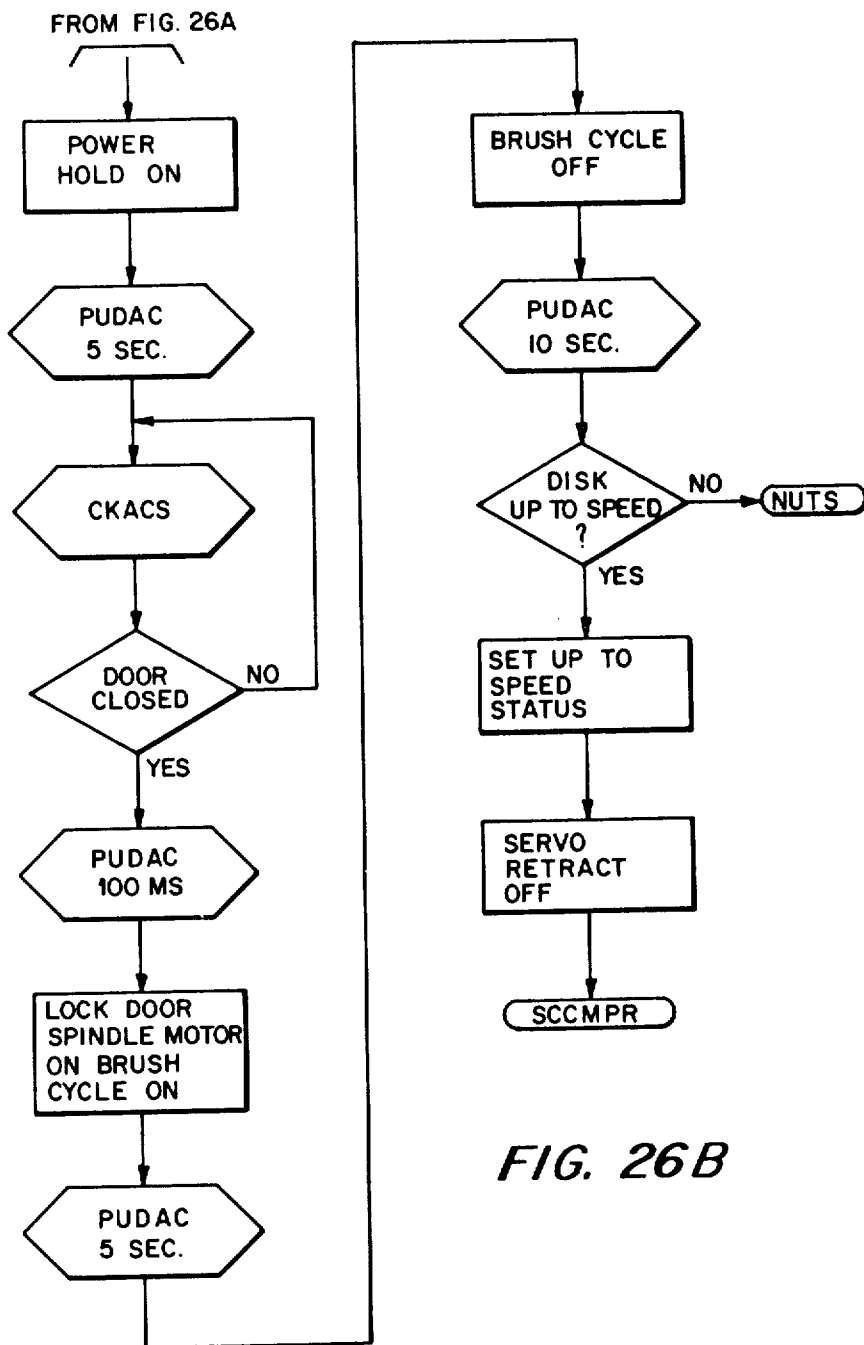 FROM FIG. 26A
POWER
HOLD ON
PUDAC
5 SEC.
CKACS
DOOR
CLOSED
NO
YES
PUDAC
100 MS
LOCK DOOR
SPINDLE MOTOR
ON BRUSH
CYCLE ON
PUDAC
5 SEC.
BRUSH CYCLE
OFF
PUDAC
10 SEC.
DISK
UP TO SPEED
?
NO
NUTS
YES
SET UP TO
SPEED
STATUS
SERVO
RETRACT
OFF
SCCMPR
FIG. 26B